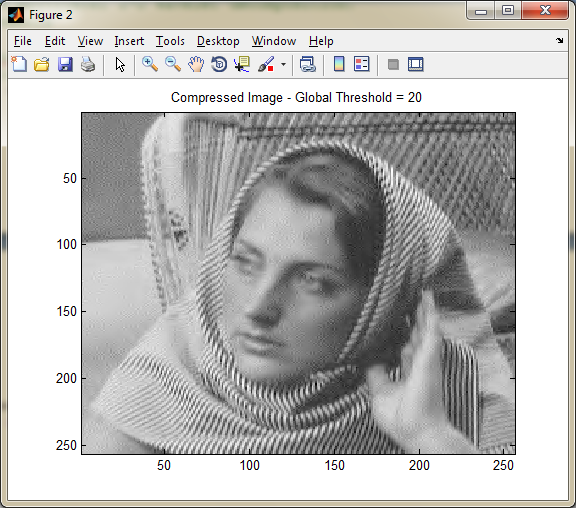 Figure 2
File Edit View Insert Tools Desktop Window Help
Compressed Image - Global Threshold = 20
50
100
150
200
250
50 100 150 200 250